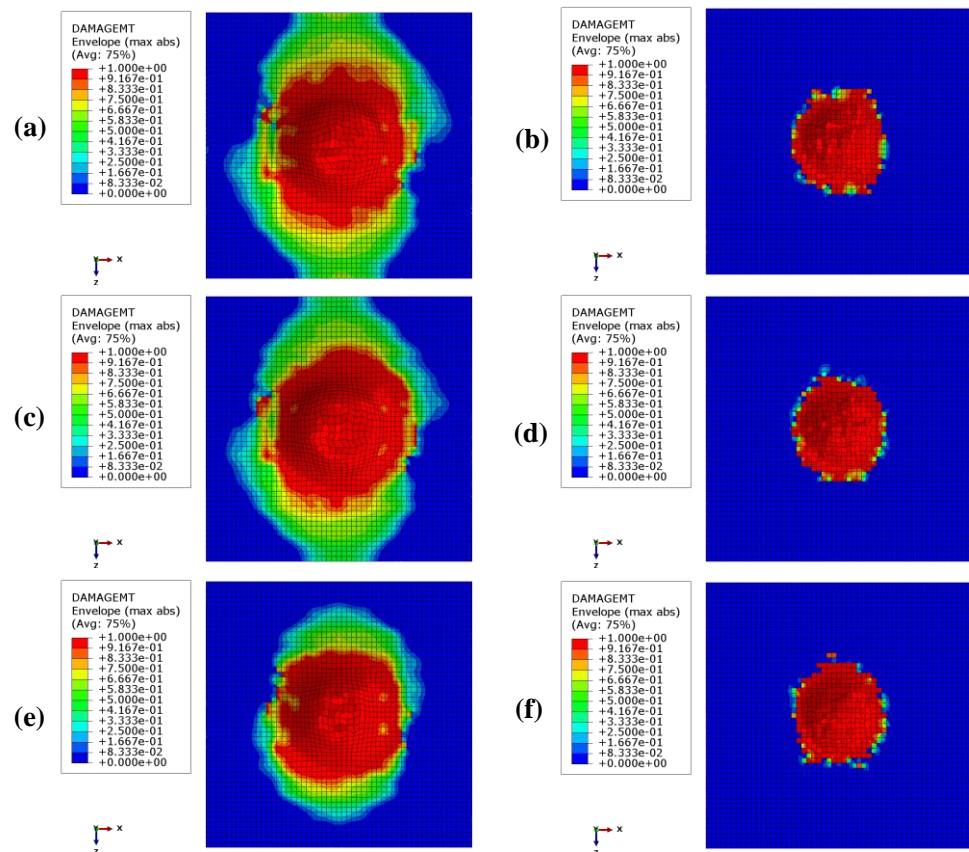 (a)
DAMAGEMT
Envelope (max abs)
(Avg: 75%)
+1.000e+00
+9.167e-01
+8.333e-01
+7.500e-01
+6.667e-01
+5.833e-01
+5.000e-01
+4.167e-01
+3.333e-01
+2.500e-01
+1.667e-01
+8.333e-02
+0.000e+00
Y X
Z
(b)
DAMAGEMT
Envelope (max abs)
(Avg: 75%)
+1.000e+00
+9.167e-01
+8.333e-01
+7.500e-01
+6.667e-01
+5.833e-01
+5.000e-01
+4.167e-01
+3.333e-01
+2.500e-01
+1.667e-01
+8.333e-02
+0.000e+00
Y X
Z
(c)
DAMAGEMT
Envelope (max abs)
(Avg: 75%)
+1.000e+00
+9.167e-01
+8.333e-01
+7.500e-01
+6.667e-01
+5.833e-01
+5.000e-01
+4.167e-01
+3.333e-01
+2.500e-01
+1.667e-01
+8.333e-02
+0.000e+00
Y X
Z
(d)
DAMAGEMT
Envelope (max abs)
(Avg: 75%)
+1.000e+00
+9.167e-01
+8.333e-01
+7.500e-01
+6.667e-01
+5.833e-01
+5.000e-01
+4.167e-01
+3.333e-01
+2.500e-01
+1.667e-01
+8.333e-02
+0.000e+00
Y X
Z
(e)
DAMAGEMT
Envelope (max abs)
(Avg: 75%)
+1.000e+00
+9.167e-01
+8.333e-01
+7.500e-01
+6.667e-01
+5.833e-01
+5.000e-01
+4.167e-01
+3.333e-01
+2.500e-01
+1.667e-01
+8.333e-02
+0.000e+00
Y X
Z
(f)
DAMAGEMT
Envelope (max abs)
(Avg: 75%)
+1.000e+00
+9.167e-01
+8.333e-01
+7.500e-01
+6.667e-01
+5.833e-01
+5.000e-01
+4.167e-01
+3.333e-01
+2.500e-01
+1.667e-01
+8.333e-02
+0.000e+00
Y X
Z